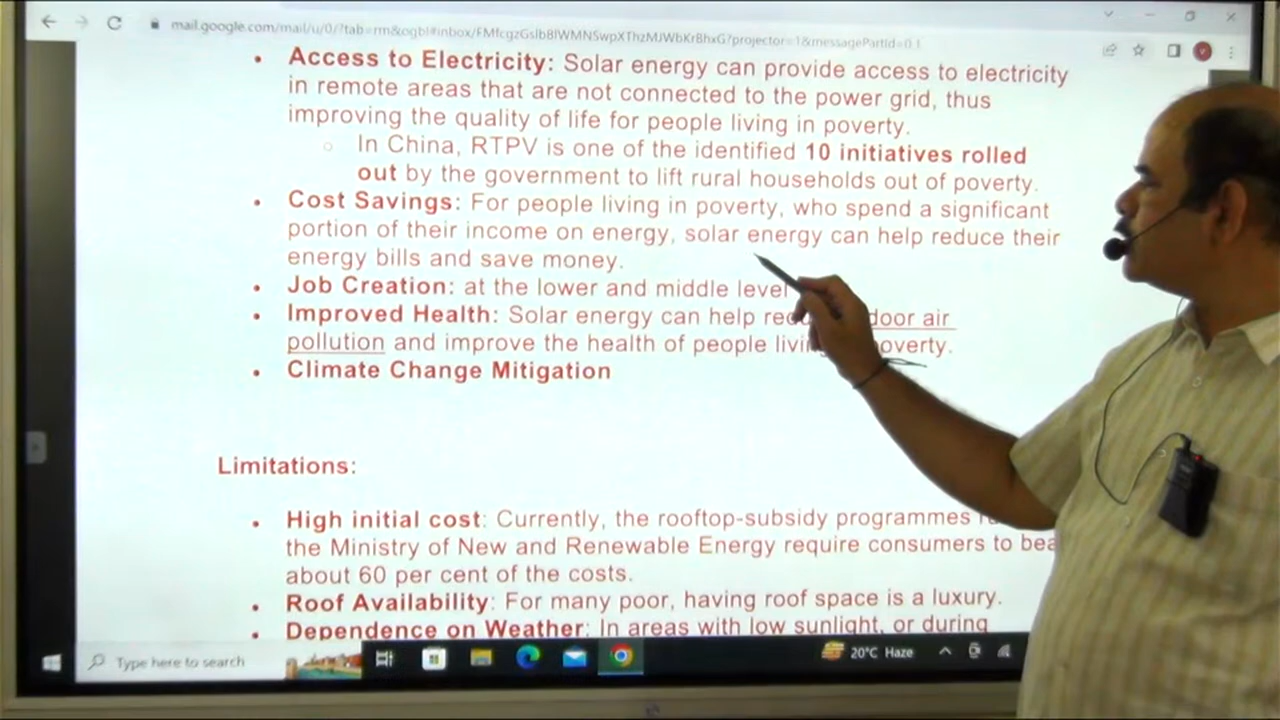 mail.google.com/mail/u/0/?tab=rm&ogbl#inbox/
Access to Electricity: Solar energy can provide access to electricity
in remote areas that are not connected to the power grid, thus
improving the quality of life for people living in poverty.
In China, RTPV is one of the identified 10 initiatives rolled
out by the government to lift rural households out of poverty.
Cost Savings: For people living in poverty, who spend a significant
portion of their income on energy, solar energy can help reduce their
energy bills and save money.
Job Creation: at the lower and middle level
Improved Health: Solar energy can help door air
pollution and improve the health of people poverty.
Climate Change Mitigation
Limitations:
High initial cost: Currently, the rooftop-subsidy programmes
the Ministry of New and Renewable Energy require consumers to
about 60 per cent of the costs.
Roof Availability: For many poor, having roof space is a luxury.
Dependence on Weather: In areas with low sunlight, or during
Type here to search
20°C Haze